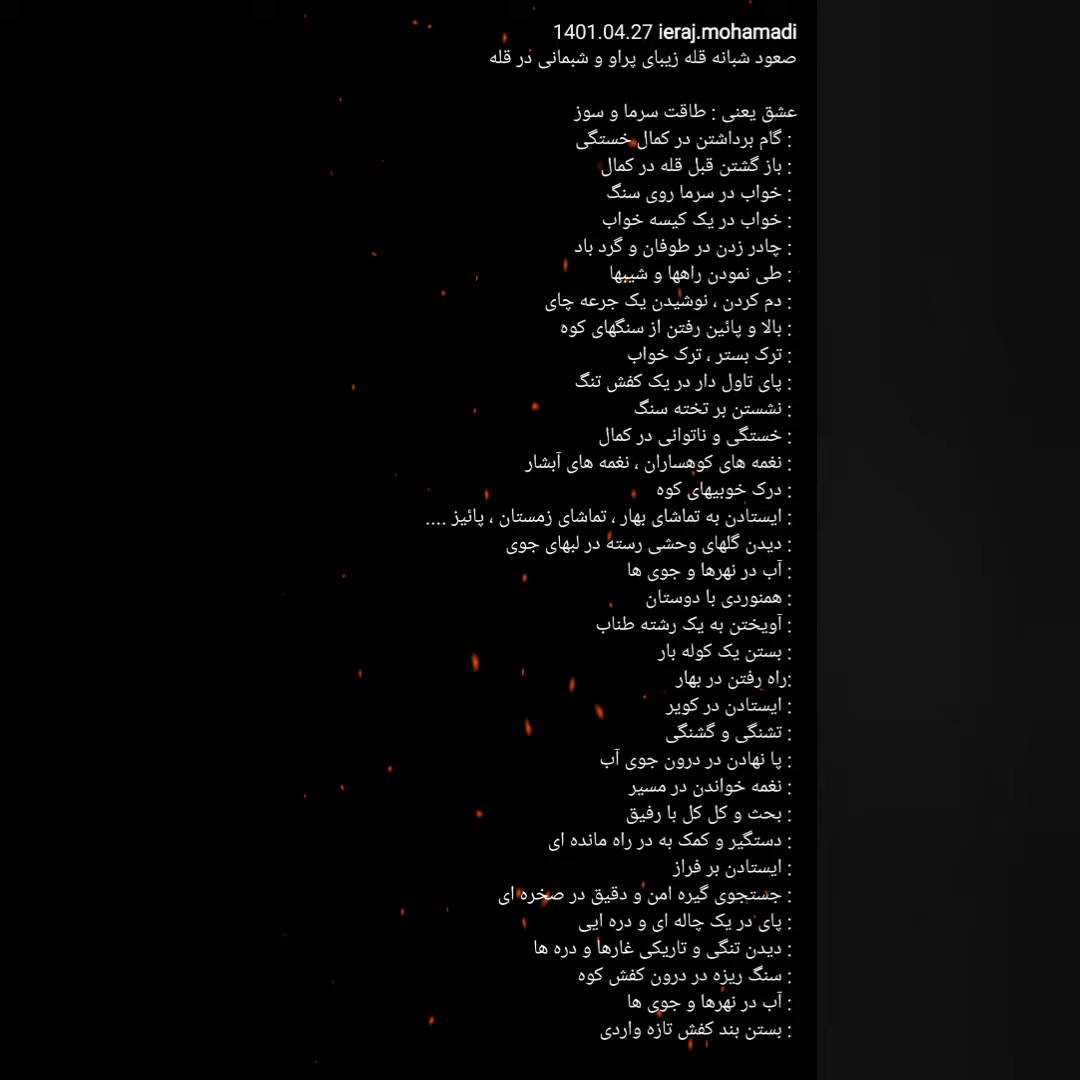 1401.04.27 ieraj.mohamadi
صعود شبانه قله زیبای پراو و شبمانی در قله
عشق یعنی : طاقت سرما و سوز
: گام برداشتن در کمال خستگی
: باز گشتن قبل قله در کمال
: خواب در سرما روی سنگ
: خواب در یک کیسه خواب
: چادر زدن در طوفان و گرد باد
: طی نمودن راهها و شیبها
: دم کردن ، نوشیدن یک جرعه چای
: بالا و پائین رفتن از سنگهای کوه
: ترک بستر ، ترک خواب
: پای تاول دار در یک کفش تنگ
: نشستن بر تخته سنگ
: خستگی و ناتوانی در کمال
: نغمه های کوهساران ، نغمه های آبشار
: درک خوبیهای کوه
: ایستادن به تماشای بهار ، تماشای زمستان ، پائیز ....
: دیدن گلهای وحشی رسته در لبهای جوی
: آب در نهرها و جوی ها
: همنوردی با دوستان
: آویختن به یک رشته طناب
: بستن یک کوله بار
:راه رفتن در بهار
: ایستادن در کویر
: تشنگی و گشنگی
: پا نهادن در درون جوی آب
: نغمه خواندن در مسیر
: بحث و کل کل با رفیق
: دستگیر و کمک به در راه مانده ای
: ایستادن بر فراز
: جستجوی گیره امن و دقیق در صخره ای
: پای در یک چاله ای و دره ایی
: دیدن تنگی و تاریکی غارها و دره ها
: سنگ ریزه در درون کفش کوه
: آب در نهرها و جوی ها
: بستن بند کفش تازه واردی